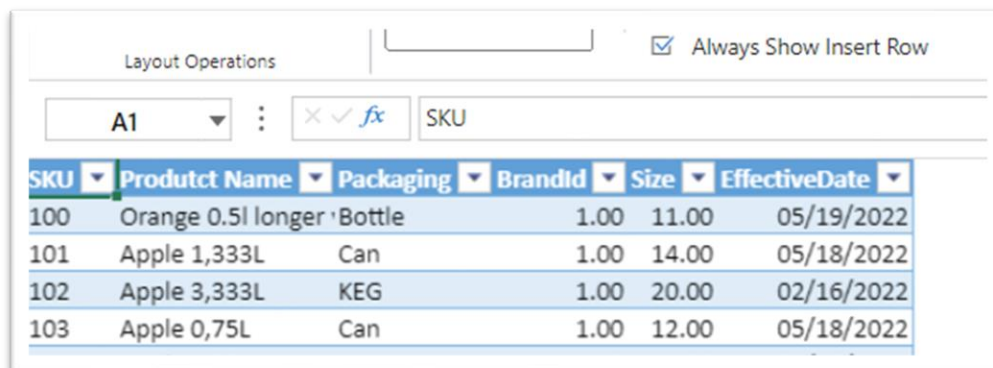 Layout Operations
Always Show Insert Row
A1 fx SKU
SKU Produtct Name Packaging BrandId Size EffectiveDate
100 Orange 0.5l longer Bottle 1.00 11.00 05/19/2022
101 Apple 1,333L Can 1.00 14.00 05/18/2022
102 Apple 3,333L KEG 1.00 20.00 02/16/2022
103 Apple 0,75L Can 1.00 12.00 05/18/2022